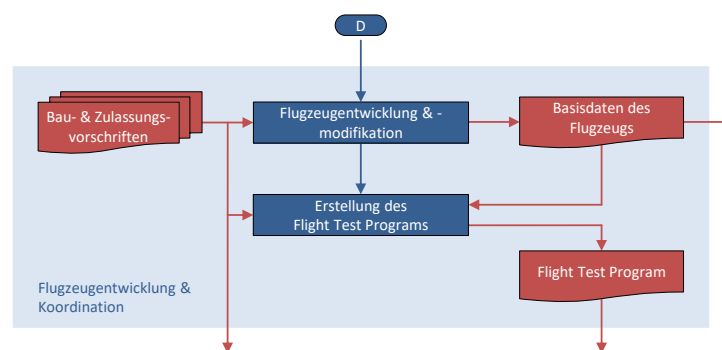 D
Bau- & Zulassungs-
vorschriften
Flugzeugentwicklung & -
modifikation
Basisdaten des
Flugzeugs
Erstellung des
Flight Test Programs
Flight Test Program
Flugzeugentwicklung &
Koordination